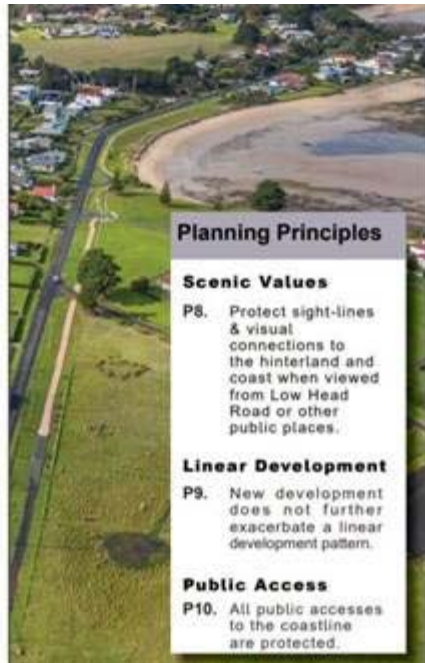 Planning Principles
Scenic Values
P8. Protect sight-lines
& visual
connections to
the hinterland and
coast when viewed
from Low Head
Road or other
public places.
Linear Development
P9. New development
does not further
exacerbate a linear
development pattern.
Public Access
P10. All public accesses
to the coastline
are protected.